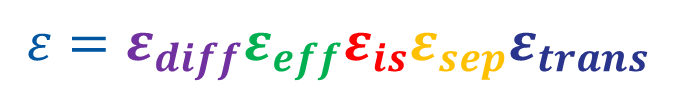 ε = ε_diff ε_eff ε_is ε_sep ε_trans